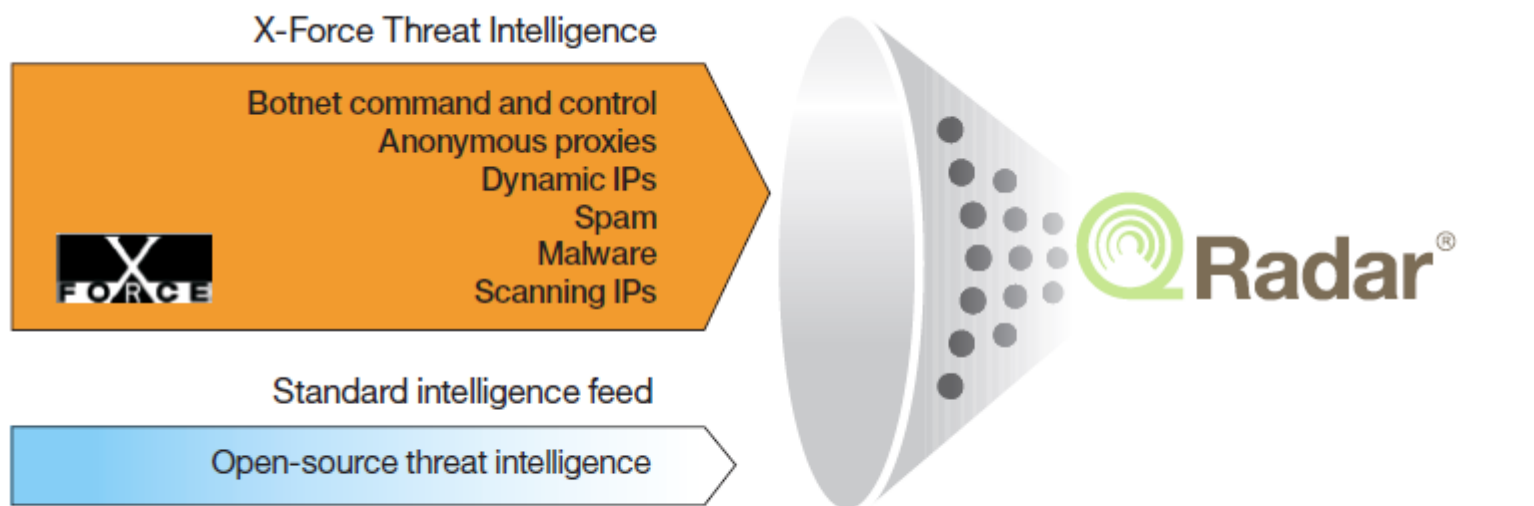 X-Force Threat Intelligence
Botnet command and control
Anonymous proxies
Dynamic IPs
Spam
Malware
Scanning IPs
X
FORCE
Standard intelligence feed
Open-source threat intelligence
QRadar®